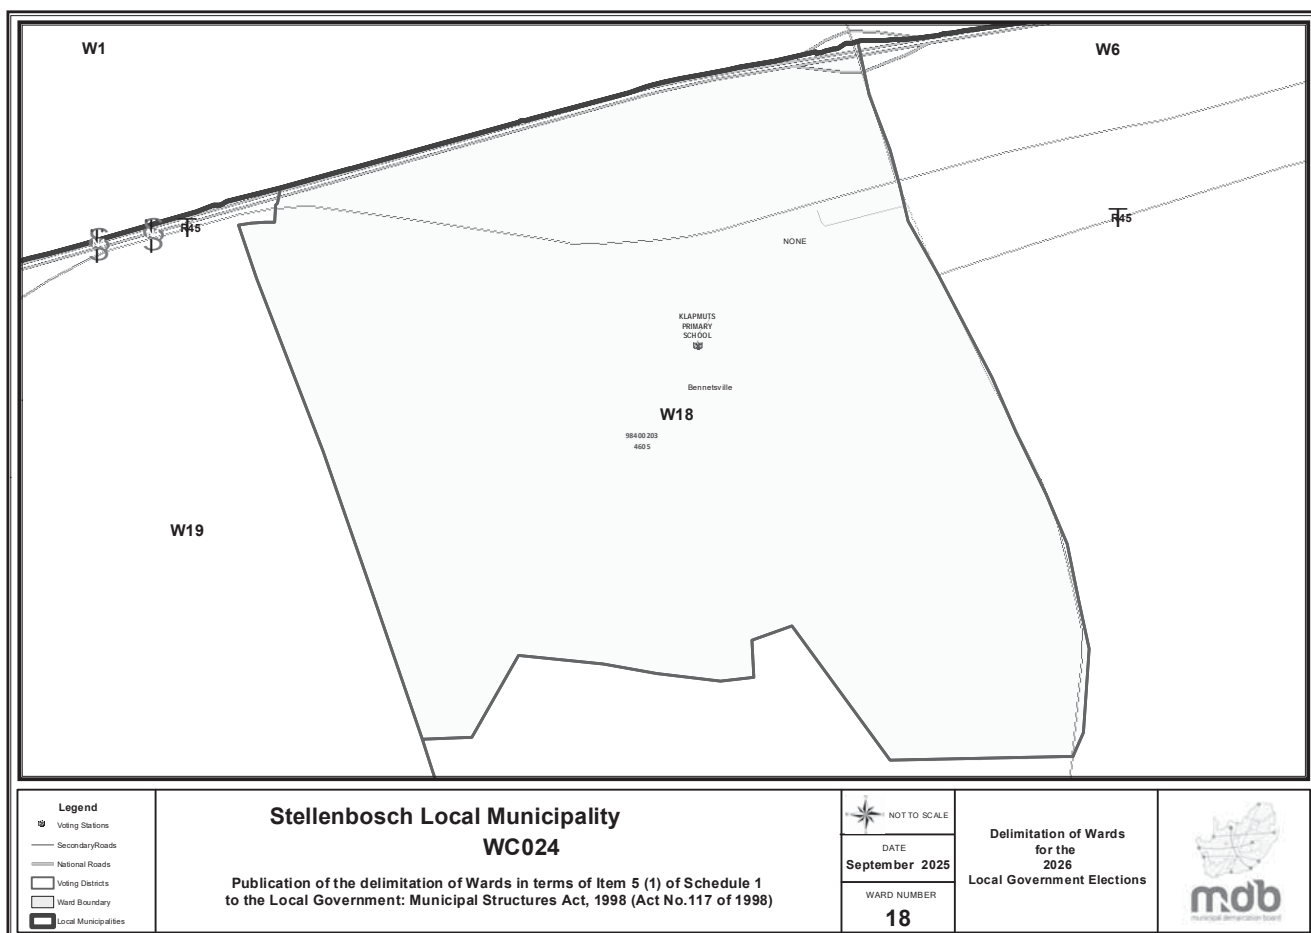 W1
W6
R45
R45
NONE
KLAPMUTS
PRIMARY
SCHOOL
Bennetsville
W18
98400203
4605
W19
Legend
Voting Stations
SecondaryRoads
National Roads
Voting Districts
Ward Boundary
Local Municipalities
Stellenbosch Local Municipality
WC024
Publication of the delimitation of Wards in terms of Item 5 (1) of Schedule 1
to the Local Government: Municipal Structures Act, 1998 (Act No.117 of 1998)
NOT TO SCALE
DATE
September 2025
WARD NUMBER
18
Delimitation of Wards
for the
2026
Local Government Elections
mdb
municipal demarcation board